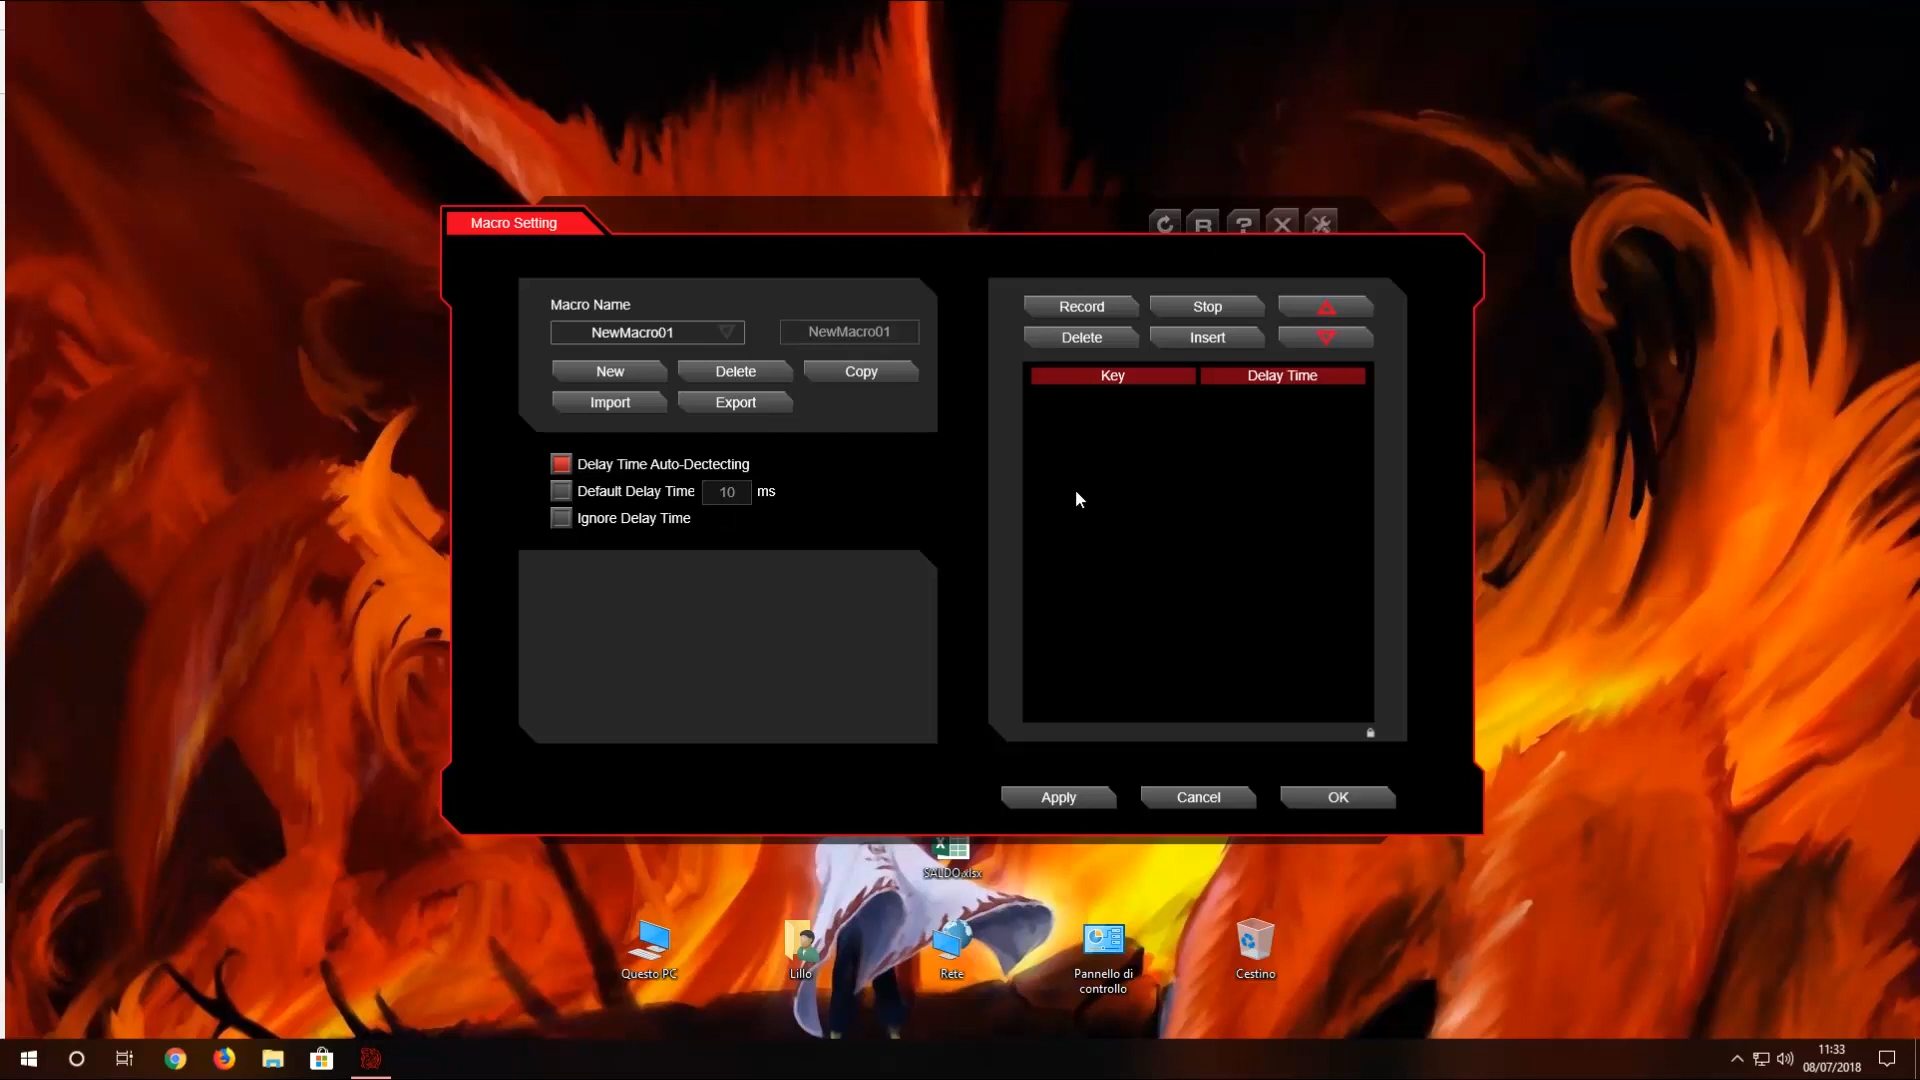 Macro Setting
R ?
Macro Name
NewMacro01
NewMacro01
New
Delete
Copy
Import
Export
Delay Time Auto-Dectecting
Default Delay Time 10 ms
Ignore Delay Time
Record
Stop
Delete
Insert
Key
Delay Time
Apply
Cancel
OK
SALDO.xlsx
Questo PC
Lillo
Rete
Pannello di
controllo
Cestino
11:33
08/07/2018